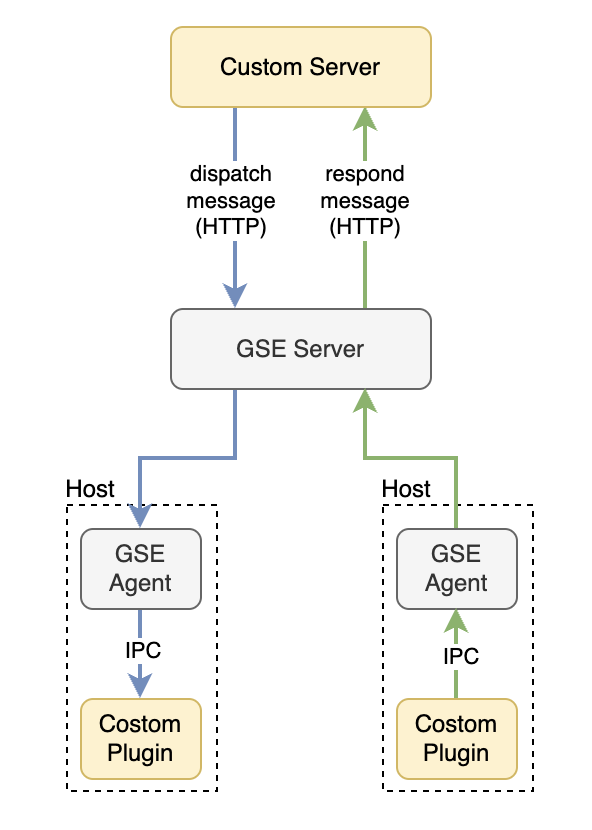 Custom Server
dispatch
message
(HTTP)
respond
message
(HTTP)
GSE Server
Host
GSE
Agent
IPC
Costom
Plugin
Host
GSE
Agent
IPC
Costom
Plugin